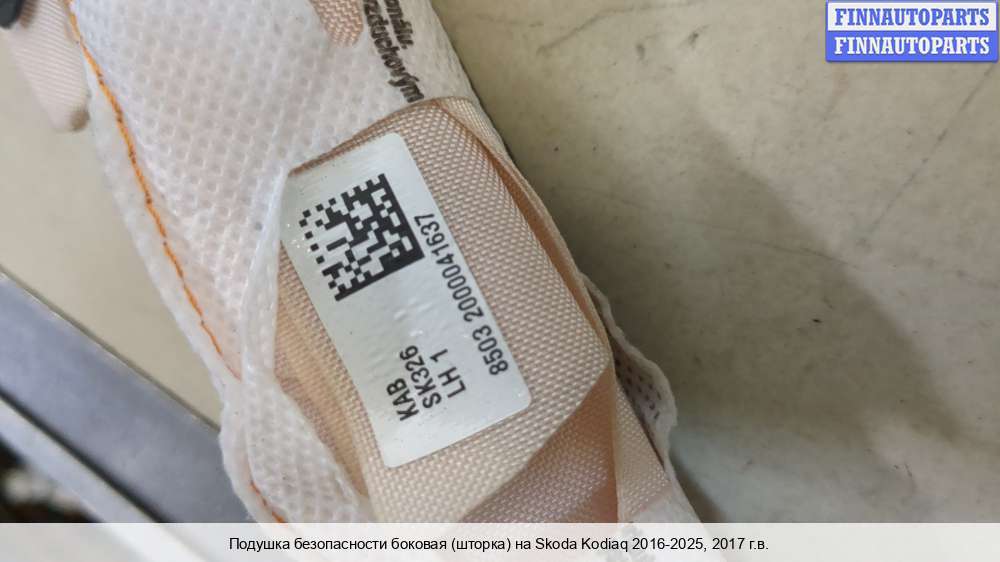 FINNAUTOPARTS
FINNAUTOPARTS
KAB
SK326
LH 1
8503 2000041637
Подушка безопасности боковая (шторка) на Skoda Kodiaq 2016-2025, 2017 г.в.